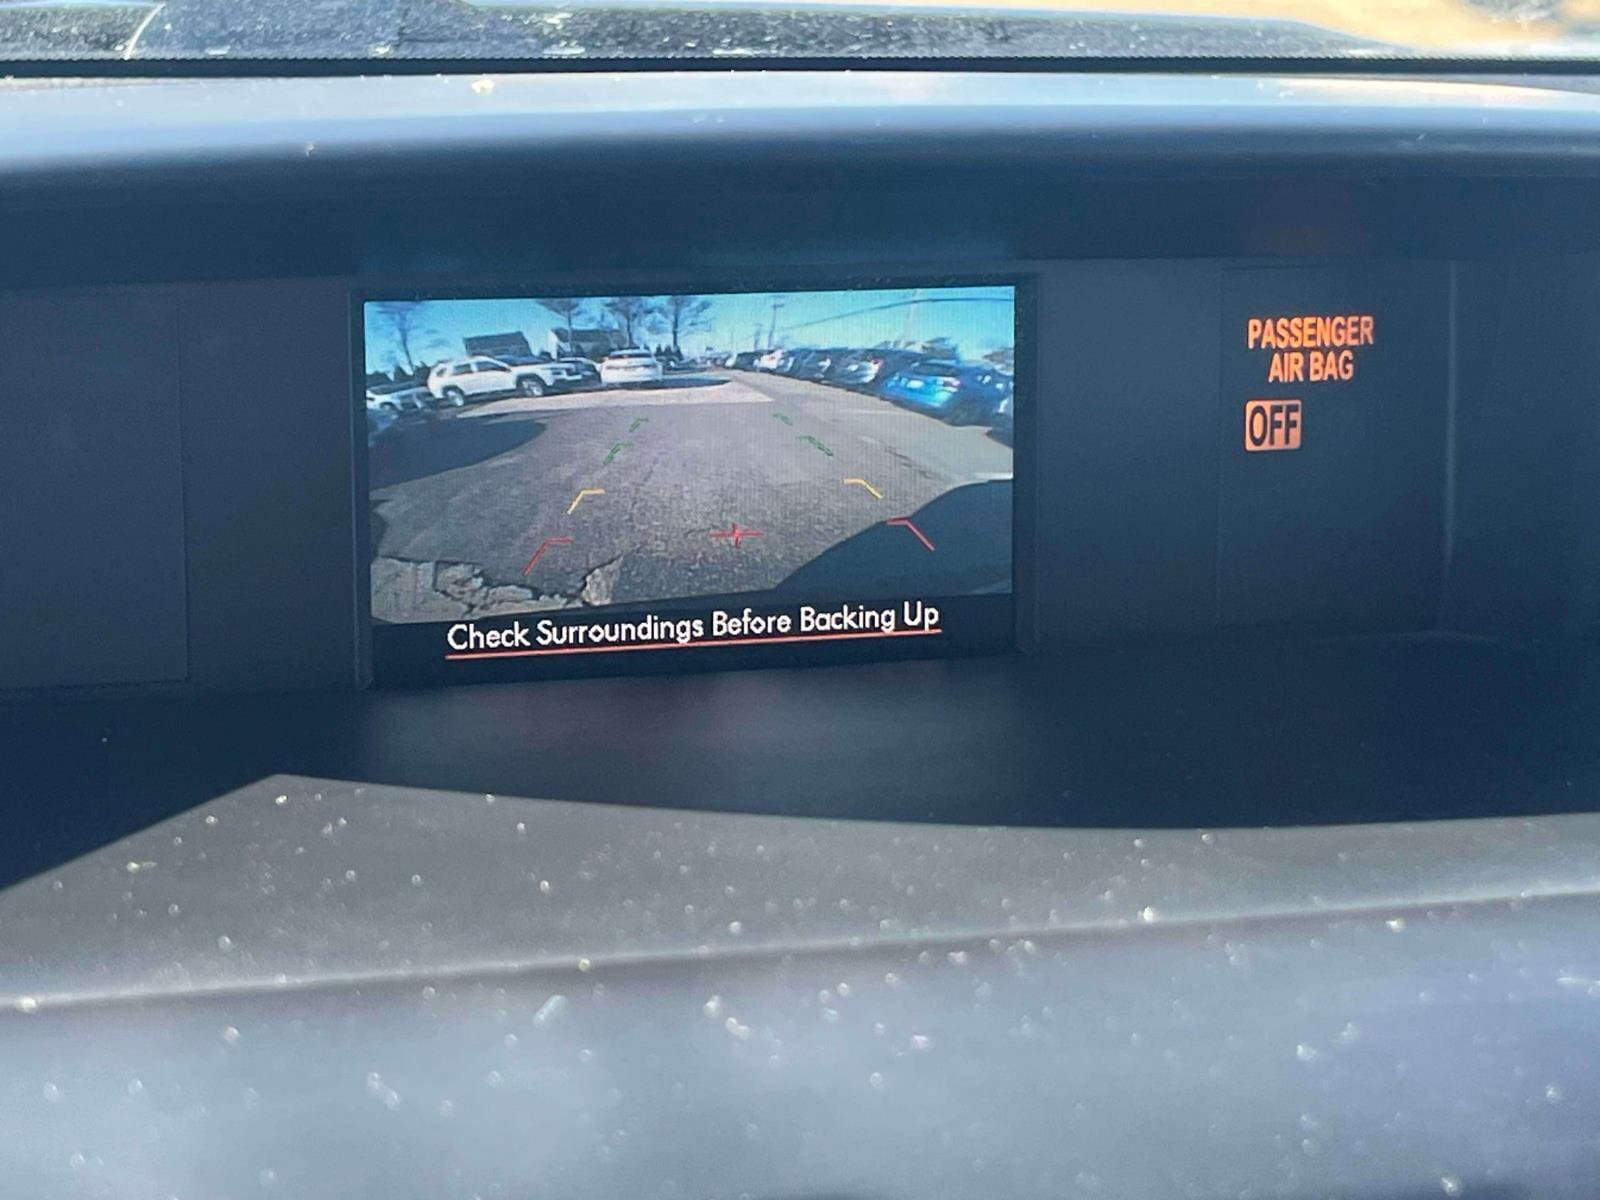 PASSENGER
AIR BAG
OFF
Check Surroundings Before Backing Up